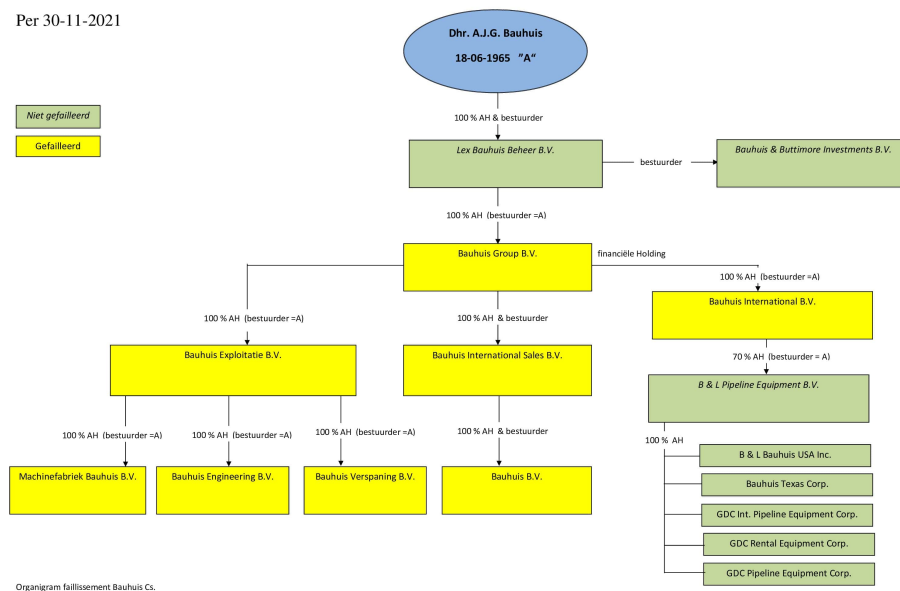 Per 30-11-2021
Dhr. A.J.G. Bauhuis
18-06-1965 ”A“
Niet gefailleerd
Gefailleerd
100 % AH & bestuurder
Lex Bauhuis Beheer B.V.
bestuurder
Bauhuis & Buttimore Investments B.V.
100 % AH (bestuurder =A)
Bauhuis Group B.V.
financiële Holding
100 % AH (bestuurder =A)
Bauhuis International B.V.
100 % AH (bestuurder =A)
100 % AH & bestuurder
Bauhuis Exploitatie B.V.
Bauhuis International Sales B.V.
70 % AH (bestuurder = A)
B & L Pipeline Equipment B.V.
100 % AH (bestuurder =A)
100 % AH (bestuurder =A)
100 % AH (bestuurder =A)
100 % AH & bestuurder
100 % AH
Machinefabriek Bauhuis B.V.
Bauhuis Engineering B.V.
Bauhuis Verspaning B.V.
Bauhuis B.V.
B & L Bauhuis USA Inc.
Bauhuis Texas Corp.
GDC Int. Pipeline Equipment Corp.
GDC Rental Equipment Corp.
GDC Pipeline Equipment Corp.
Organigram faillissement Bauhuis Cs.